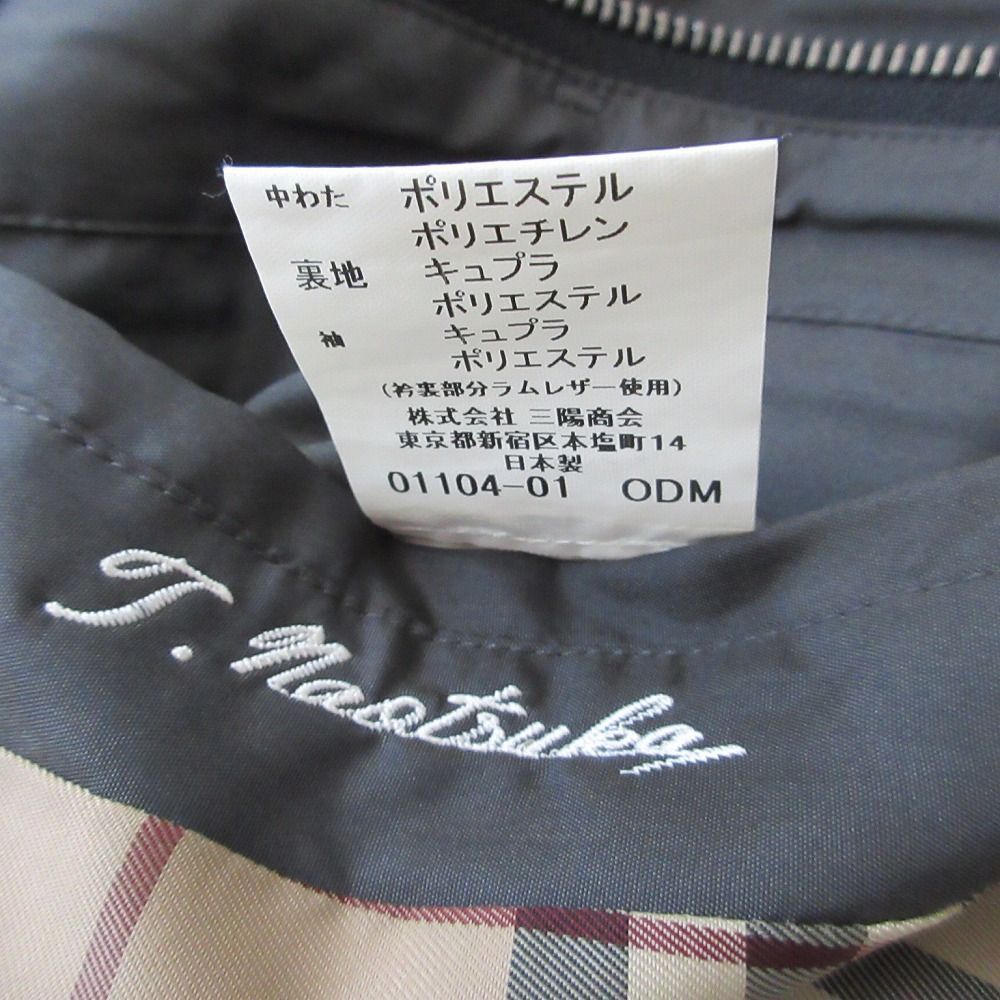 中わた ポリエステル
ポリエチレン
裏地 キュプラ
ポリエステル
袖 キュプラ
ポリエステル
(衿裏部分ラムレザー使用)
株式会社 三陽商会
東京都新宿区本塩町14
日本製
01104-01 ODM
T. Naotsuka